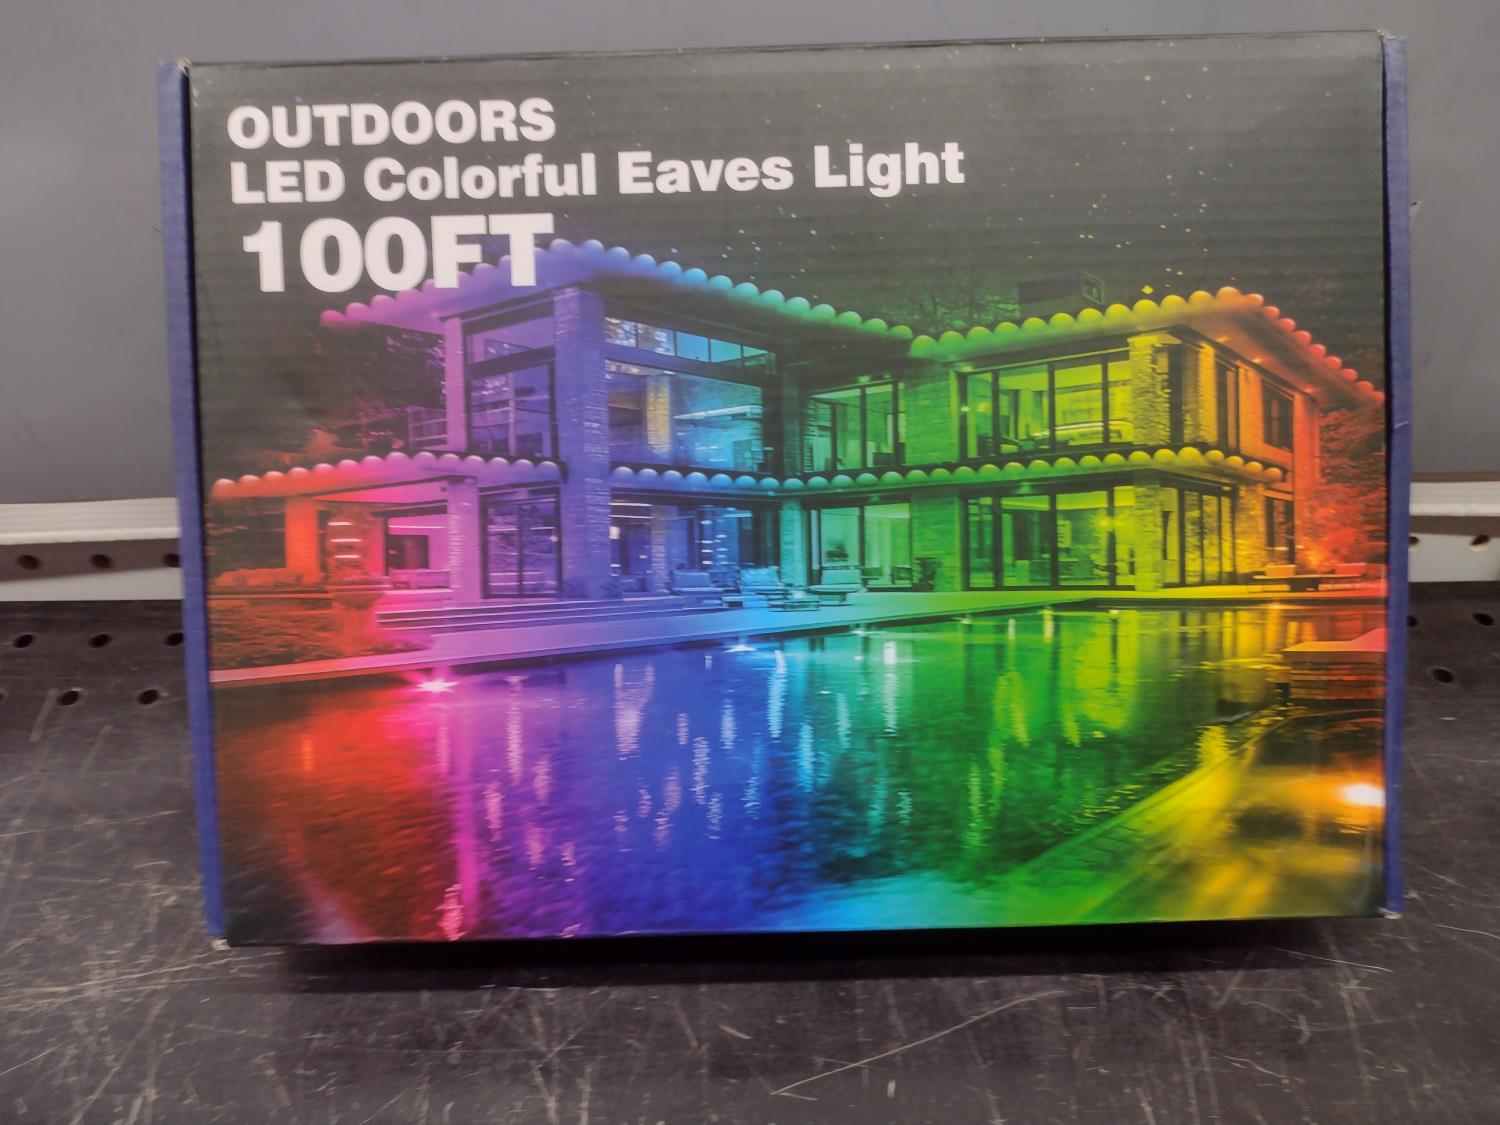 OUTDOORS
LED Colorful Eaves Light
100FT